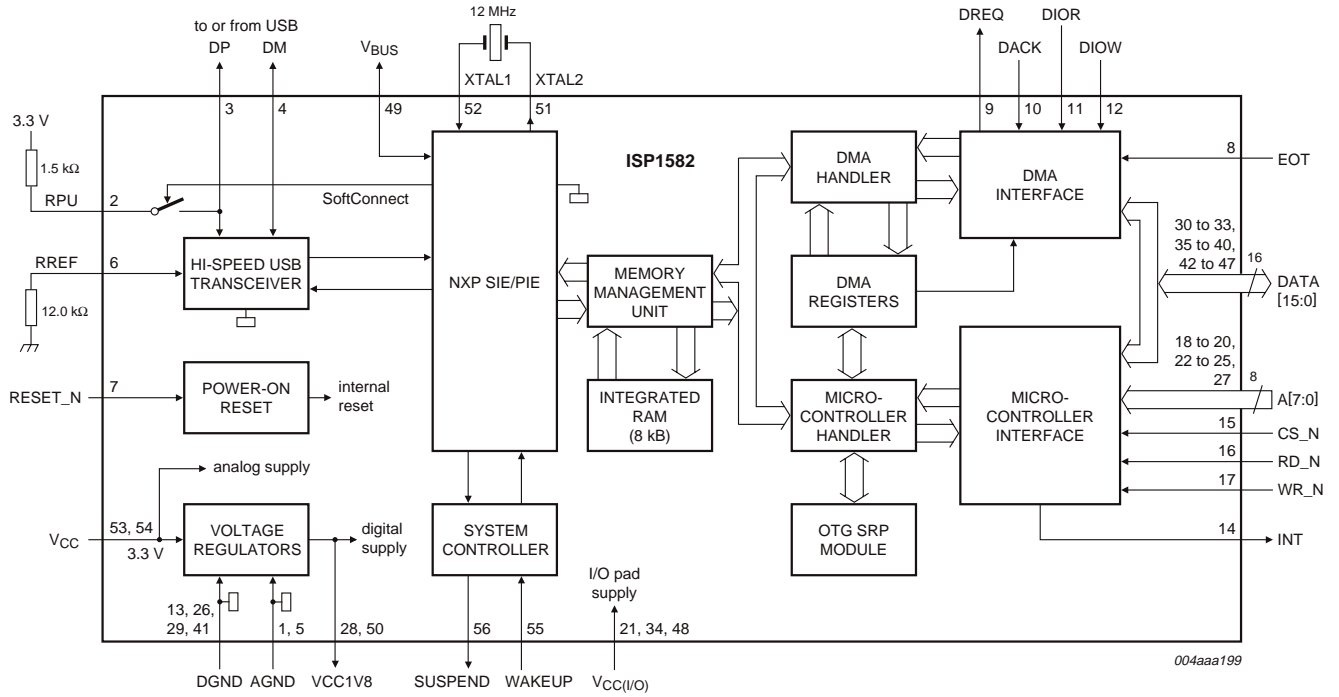 12 MHz
to or from USB
DP
DM
VBUS
XTAL1
XTAL2
DREQ
DIOR
DACK
DIOW
3
4
49
52
51
9
10
11
12
3.3 V
1.5 kΩ
RPU
2
SoftConnect
ISP1582
DMA
HANDLER
DMA
INTERFACE
8
EOT
RREF
6
12.0 kΩ
HI-SPEED USB
TRANSCEIVER
NXP SIE/PIE
MEMORY
MANAGEMENT
UNIT
DMA
REGISTERS
30 to 33,
35 to 40,
42 to 47
16
DATA
[15:0]
18 to 20,
22 to 25,
27
8
A[7:0]
RESET_N
7
POWER-ON
RESET
internal
reset
INTEGRATED
RAM
(8 kB)
MICRO-
CONTROLLER
HANDLER
MICRO-
CONTROLLER
INTERFACE
15
CS_N
16
RD_N
17
WR_N
analog supply
VCC
53, 54
3.3 V
VOLTAGE
REGULATORS
digital
supply
SYSTEM
CONTROLLER
OTG SRP
MODULE
14
INT
I/O pad
supply
13, 26,
29, 41
1, 5
28, 50
56
55
21, 34, 48
DGND
AGND
VCC1V8
SUSPEND
WAKEUP
VCC(I/O)
004aaa199